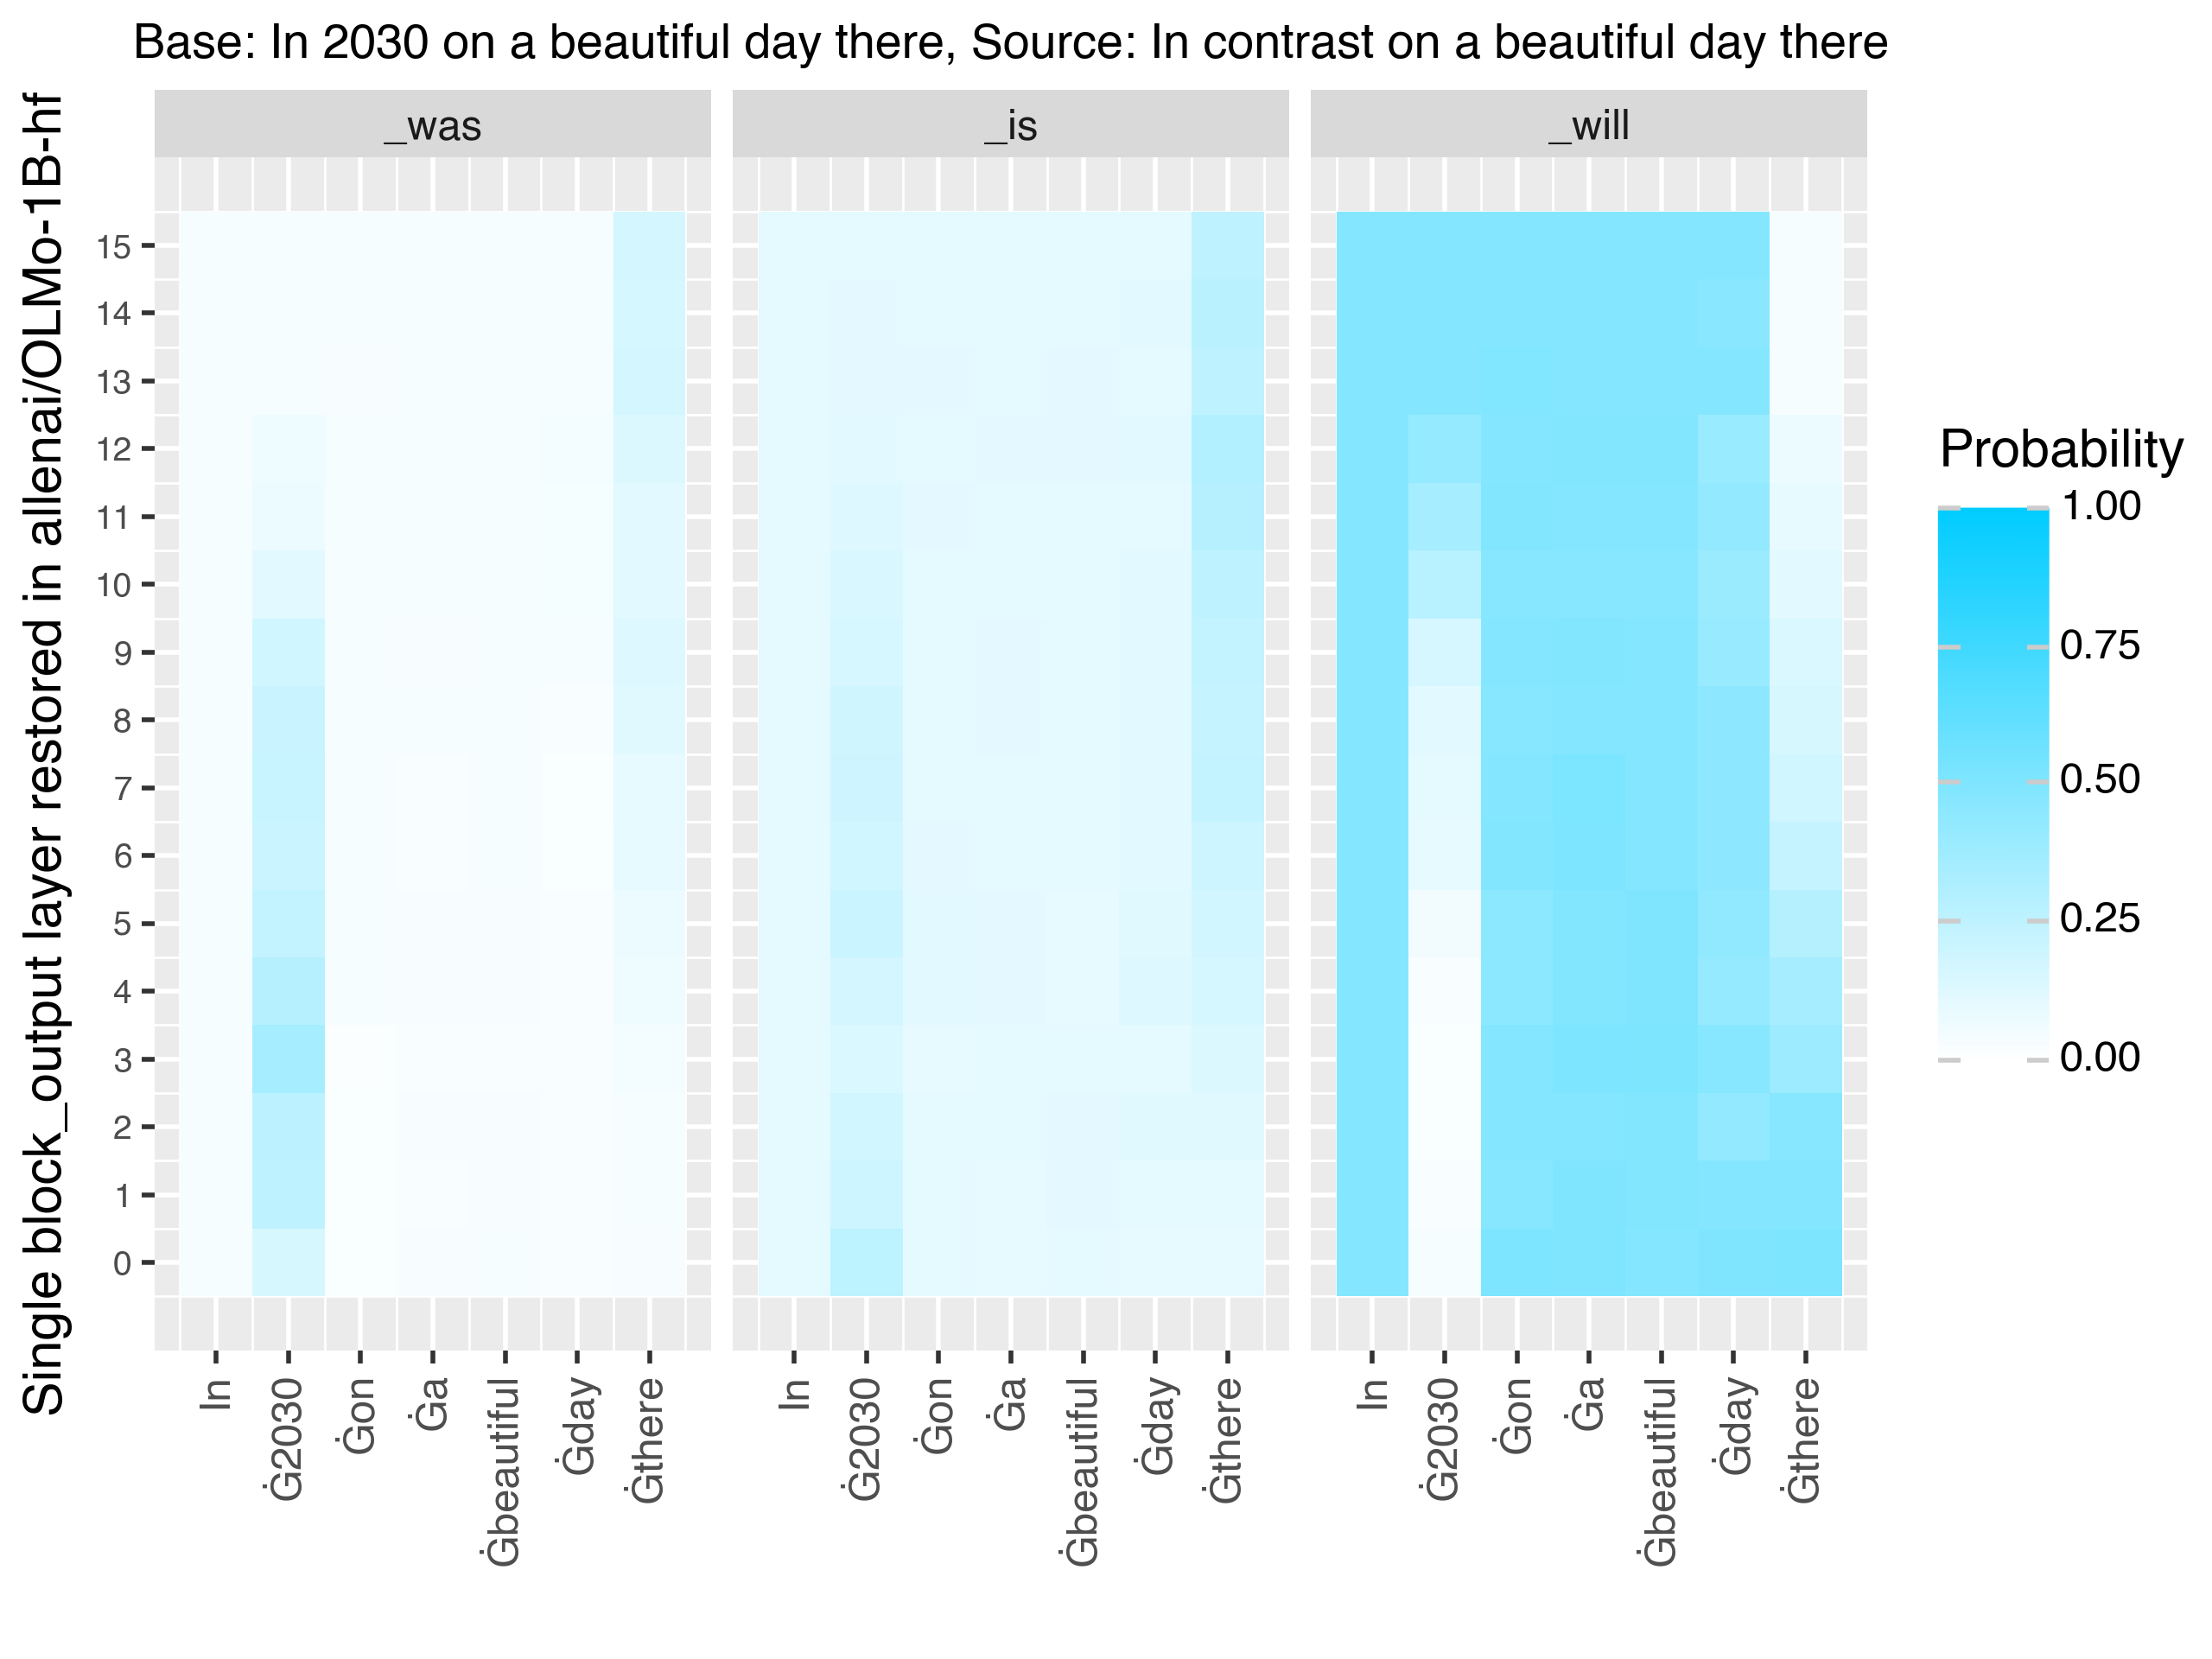 Base: In 2030 on a beautiful day there, Source: In contrast on a beautiful day there
Single block_output layer restored in allenai/OLMo-1B-hf
_was
_is
_will
15
14
13
12
11
10
9
8
7
6
5
4
3
2
1
0
In
Ġ2030
Ġon
Ġa
Ġbeautiful
Ġday
Ġthere
In
Ġ2030
Ġon
Ġa
Ġbeautiful
Ġday
Ġthere
In
Ġ2030
Ġon
Ġa
Ġbeautiful
Ġday
Ġthere
Probability
1.00
0.75
0.50
0.25
0.00